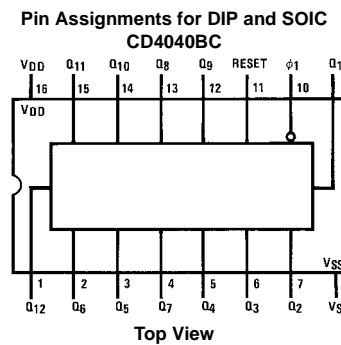 Pin Assignments for DIP and SOIC
CD4040BC
VDD Q11 Q10 Q8 Q9 RESET ϕ1 Q1
16 15 14 13 12 11 10
VDD
VSS
1 2 3 4 5 6 7
Q12 Q6 Q5 Q7 Q4 Q3 Q2 VS
Top View